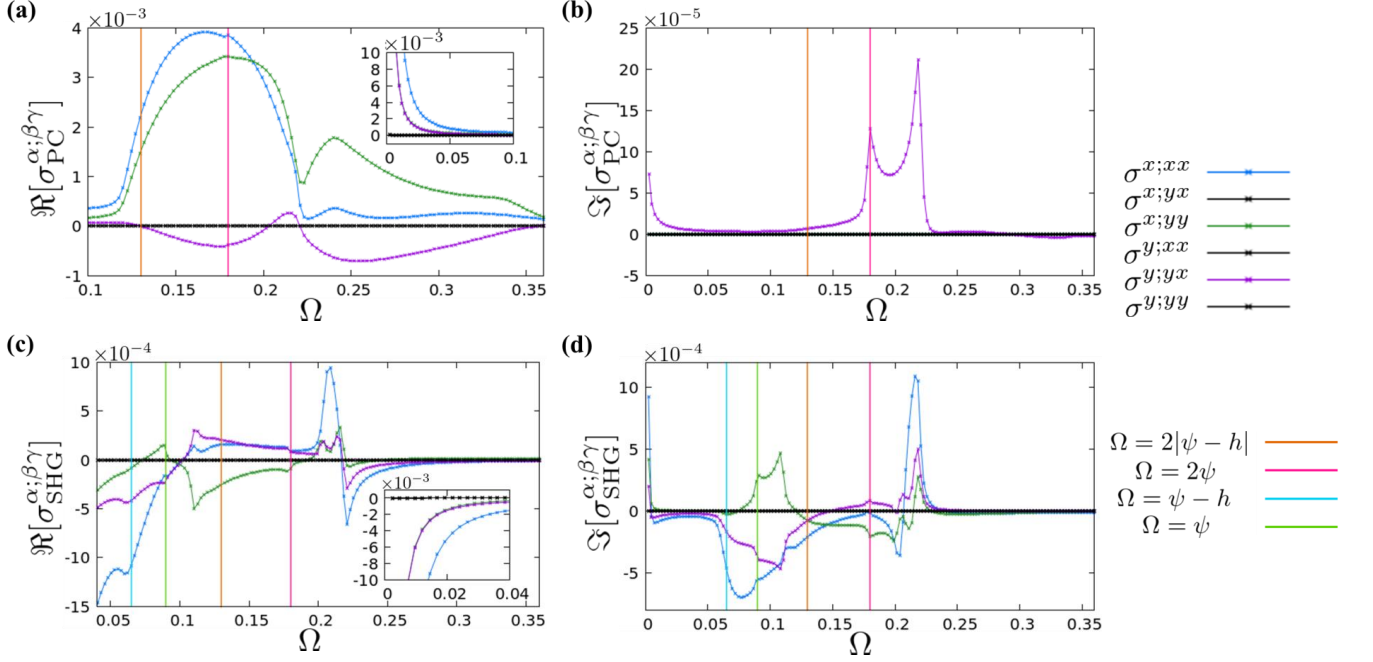 (a)
×10⁻³
4
3
2
1
0
-1
ℜ[σ_PC^{α;βγ}]
0.1 0.15 0.2 0.25 0.3 0.35
Ω
×10⁻³
10
8
6
4
2
0
0 0.05 0.1
(b)
×10⁻⁵
25
20
15
10
5
0
-5
ℑ[σ_PC^{α;βγ}]
0 0.05 0.1 0.15 0.2 0.25 0.3 0.35
Ω
σ^{x;xx}
σ^{x;yx}
σ^{x;yy}
σ^{y;xx}
σ^{y;yx}
σ^{y;yy}
(c)
×10⁻⁴
10
5
0
-5
-10
-15
ℜ[σ_SHG^{α;βγ}]
0.05 0.1 0.15 0.2 0.25 0.3 0.35
Ω
×10⁻³
0
-2
-4
-6
-8
-10
0 0.02 0.04
(d)
×10⁻⁴
10
5
0
-5
ℑ[σ_SHG^{α;βγ}]
0 0.05 0.1 0.15 0.2 0.25 0.3 0.35
Ω
Ω = 2|ψ − h|
Ω = 2ψ
Ω = ψ − h
Ω = ψ